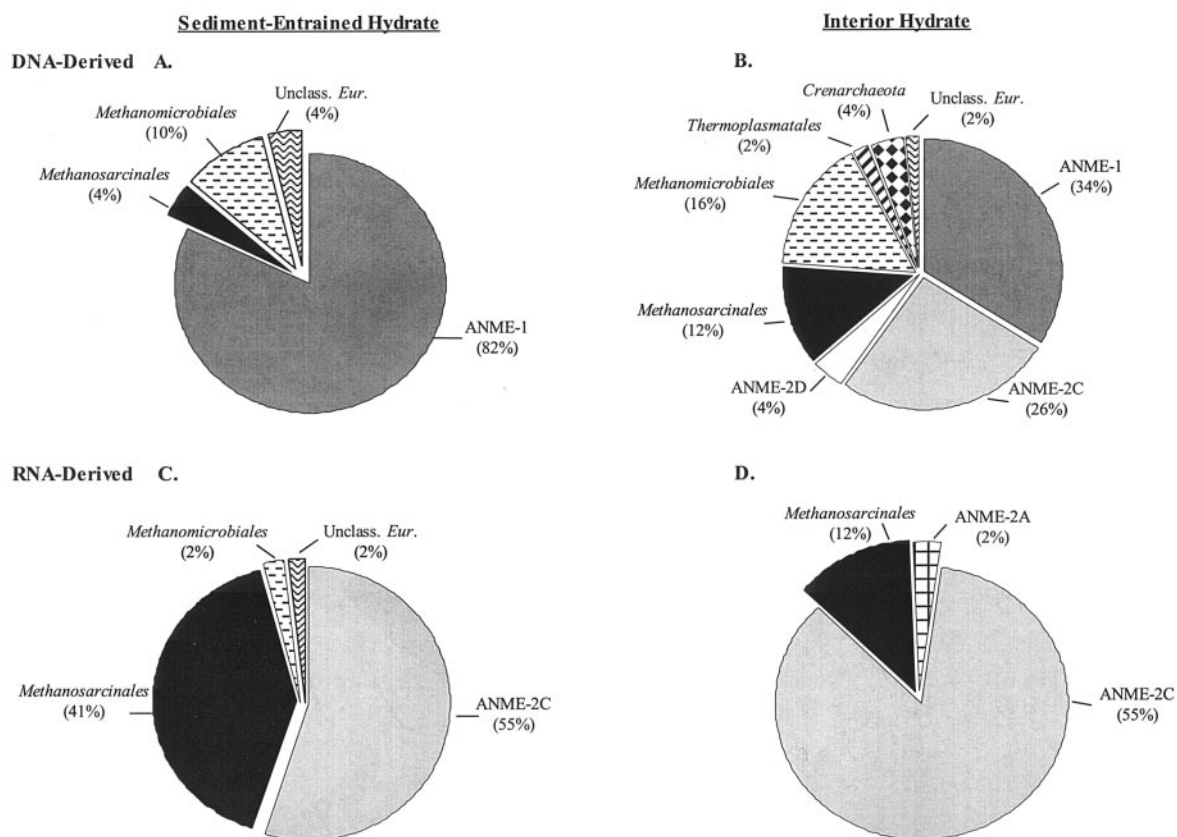 Sediment-Entrained Hydrate
Interior Hydrate
DNA-Derived A.
Unclass. Eur.
(4%)
Methanomicrobiales
(10%)
Methanosarcinales
(4%)
ANME-1
(82%)
B.
Crenarchaeota
(4%)
Unclass. Eur.
(2%)
Thermoplasmatales
(2%)
Methanomicrobiales
(16%)
ANME-1
(34%)
Methanosarcinales
(12%)
ANME-2D
(4%)
ANME-2C
(26%)
RNA-Derived C.
Methanomicrobiales
(2%)
Unclass. Eur.
(2%)
Methanosarcinales
(41%)
ANME-2C
(55%)
D.
Methanosarcinales
(12%)
ANME-2A
(2%)
ANME-2C
(55%)